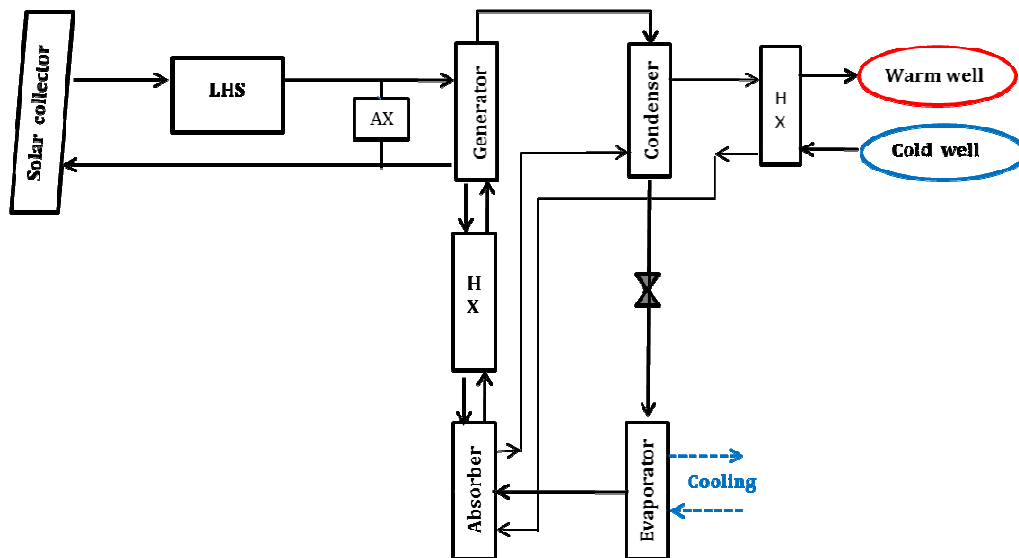 Solar collector
LHS
AX
Generator
Condenser
H
X
Warm well
Cold well
H
X
Absorber
Evaporator
Cooling